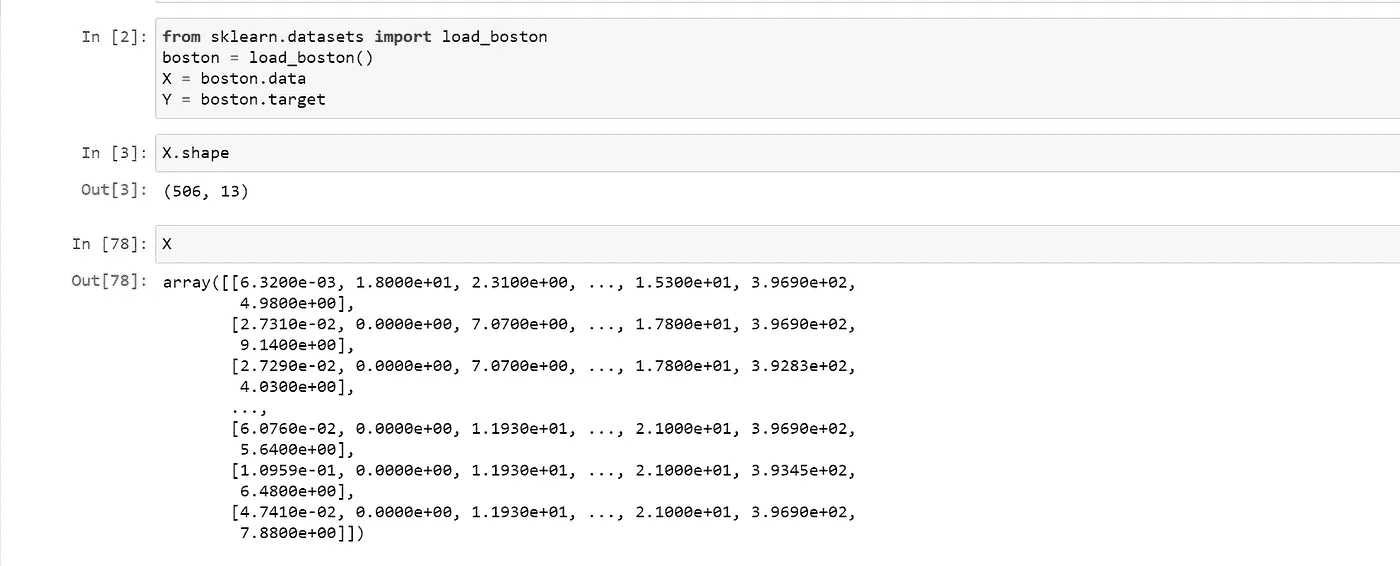 In [2]: from sklearn.datasets import load_boston
boston = load_boston()
X = boston.data
Y = boston.target
In [3]: X.shape
Out[3]: (506, 13)
In [78]: X
Out[78]: array([[6.3200e-03, 1.8000e+01, 2.3100e+00, ..., 1.5300e+01, 3.9690e+02,
4.9800e+00],
[2.7310e-02, 0.0000e+00, 7.0700e+00, ..., 1.7800e+01, 3.9690e+02,
9.1400e+00],
[2.7290e-02, 0.0000e+00, 7.0700e+00, ..., 1.7800e+01, 3.9283e+02,
4.0300e+00],
...,
[6.0760e-02, 0.0000e+00, 1.1930e+01, ..., 2.1000e+01, 3.9690e+02,
5.6400e+00],
[1.0959e-01, 0.0000e+00, 1.1930e+01, ..., 2.1000e+01, 3.9345e+02,
6.4800e+00],
[4.7410e-02, 0.0000e+00, 1.1930e+01, ..., 2.1000e+01, 3.9690e+02,
7.8800e+00]])